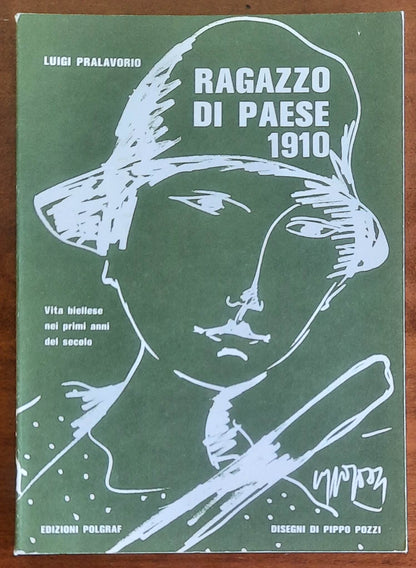 LUIGI PRALAVORIO
RAGAZZO
DI PAESE
1910
Vita biellese
nei primi anni
del secolo
EDIZIONI POLGRAF
DISEGNI DI PIPPO POZZI